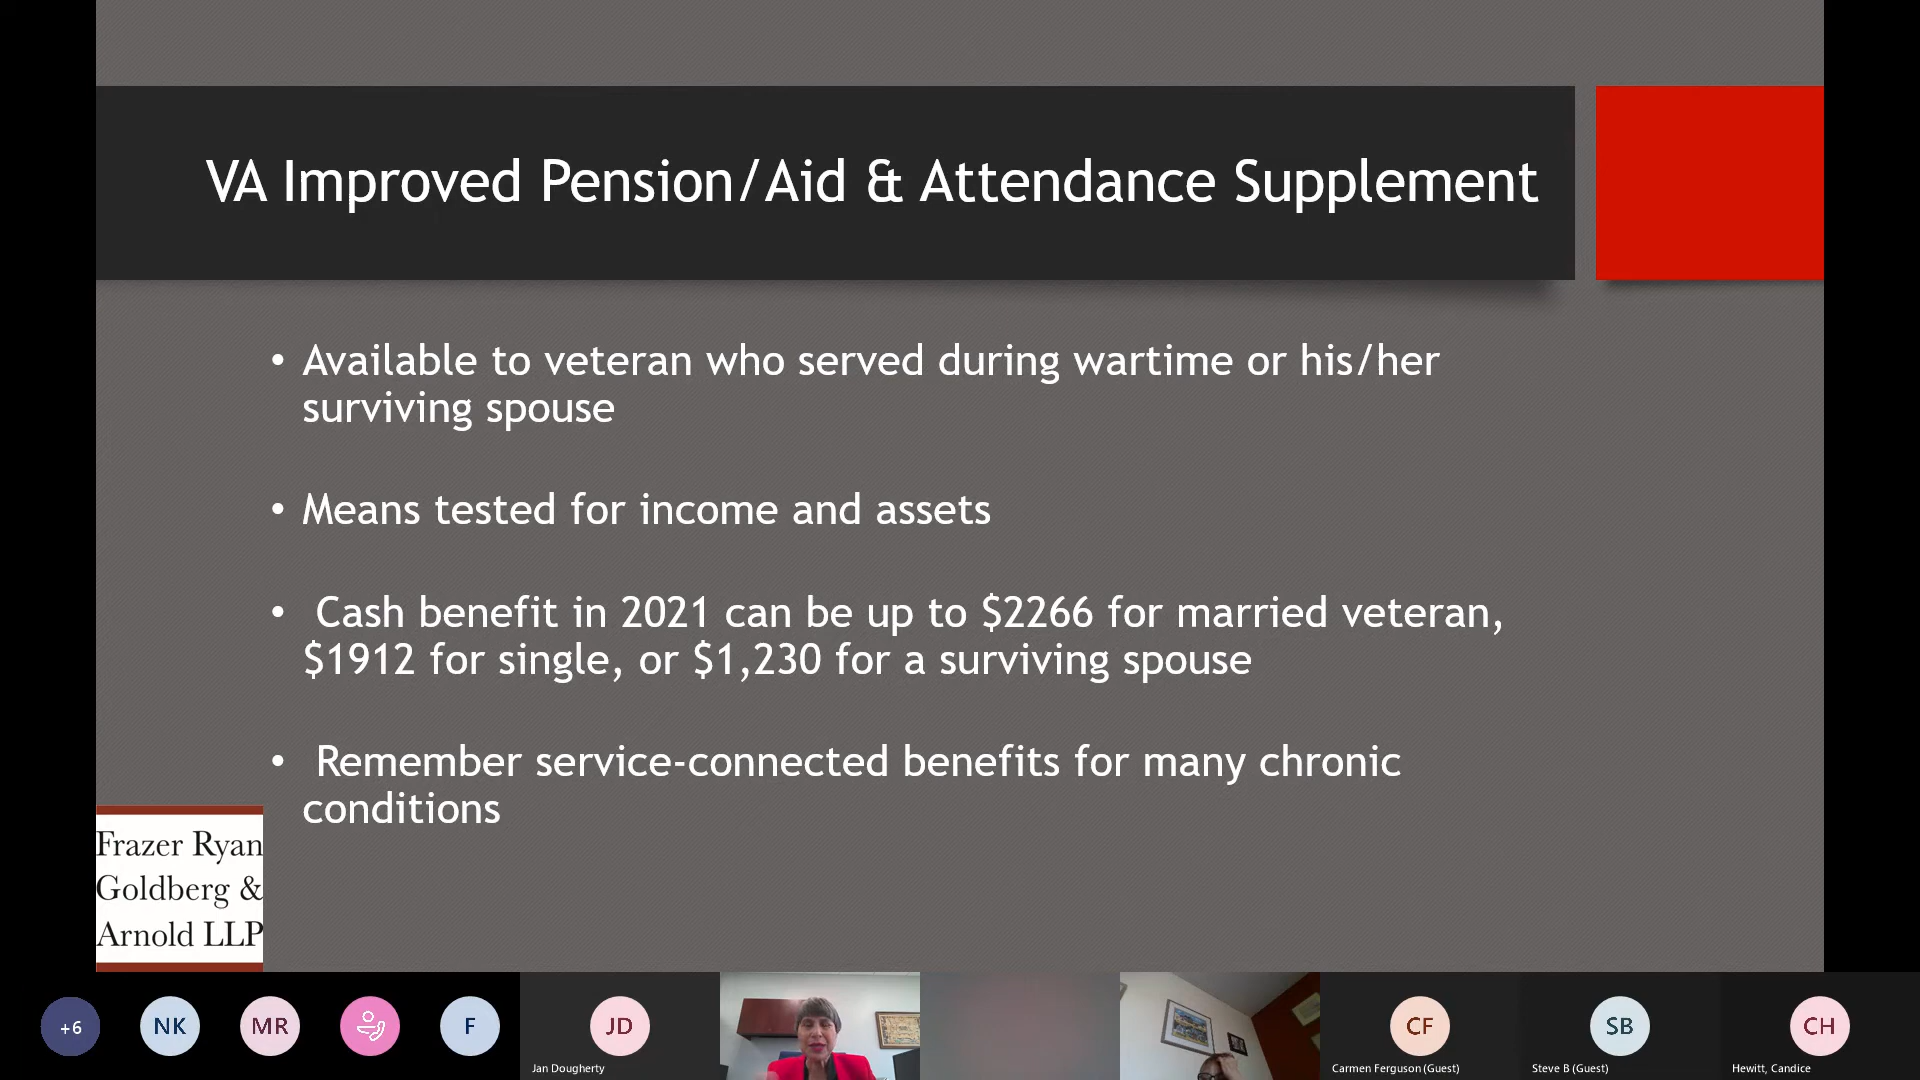 VA Improved Pension/Aid & Attendance Supplement
• Available to veteran who served during wartime or his/her
surviving spouse
• Means tested for income and assets
• Cash benefit in 2021 can be up to $2266 for married veteran,
$1912 for single, or $1,230 for a surviving spouse
• Remember service-connected benefits for many chronic
conditions
Frazer Ryan
Goldberg &
Arnold LLP
+6
NK
MR
F
JD
Jan Dougherty
CF
Carmen Ferguson (Guest)
SB
Steve B (Guest)
CH
Hewitt, Candice